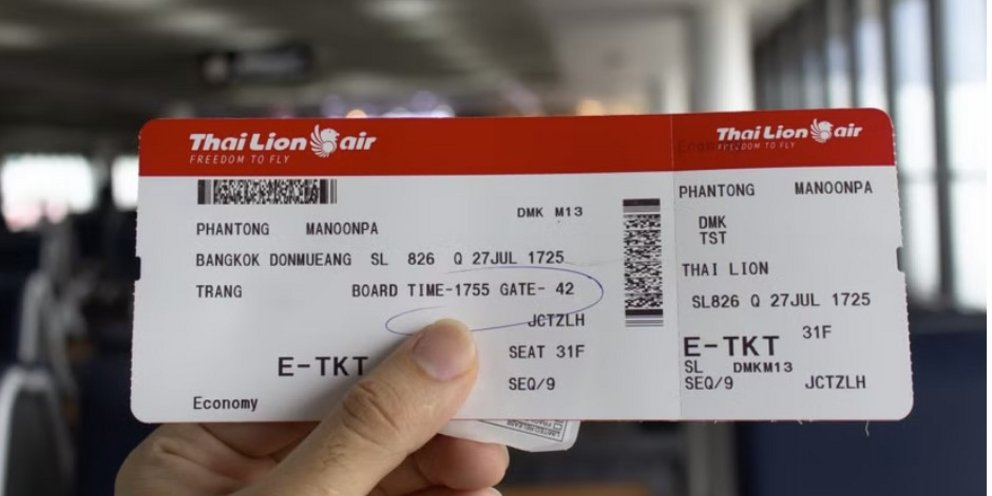 Thai Lion air
FREEDOM TO FLY
PHANTONG MANOONPA
DMK M13
BANGKOK DONMUEANG SL 826 Q 27JUL 1725
TRANG BOARD TIME-1755 GATE- 42
JCTZLH
E-TKT
SEAT 31F
SEQ/9
Economy
Thai Lion air
FREEDOM TO FLY
Economy
PHANTONG MANOONPA
DMK
TST
THAI LION
SL826 Q 27JUL 1725
31F
E-TKT
SL DMKM13
SEQ/9 JCTZLH